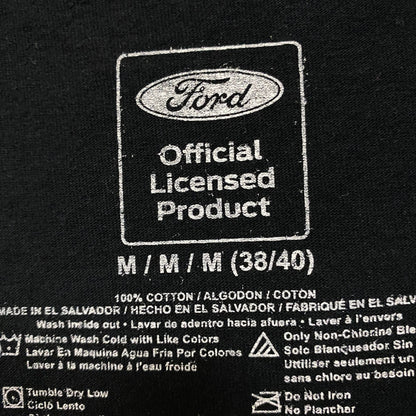 Ford
Official
Licensed
Product
M / M / M (38/40)
100% COTTON / ALGODON / COTON
MADE IN EL SALVADOR / HECHO EN EL SALVADOR / FABRIQUÉ EN EL SALV
Wash inside out • Lavar de adentro hacia afuera • Laver à l'envers
Machine Wash Cold with Like Colors
Lavar En Maquina Agua Fria Por Colores
Laver à la machine à l'eau froide
Only Non-Chlorine Ble
Solo Blanqueador Sin
Utiliser seulement un
sans chlore au besoin
Tumble Dry Low
Ciclo Lento
Do Not Iron
No Planchar